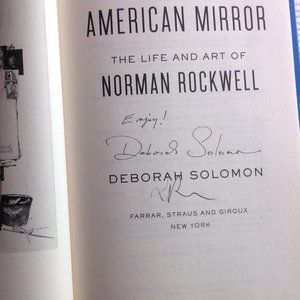 AMERICAN MIRROR
THE LIFE AND ART OF
NORMAN ROCKWELL
Enjoy!
Deborah Solomon
DEBORAH SOLOMON
FARRAR, STRAUS AND GIROUX
NEW YORK